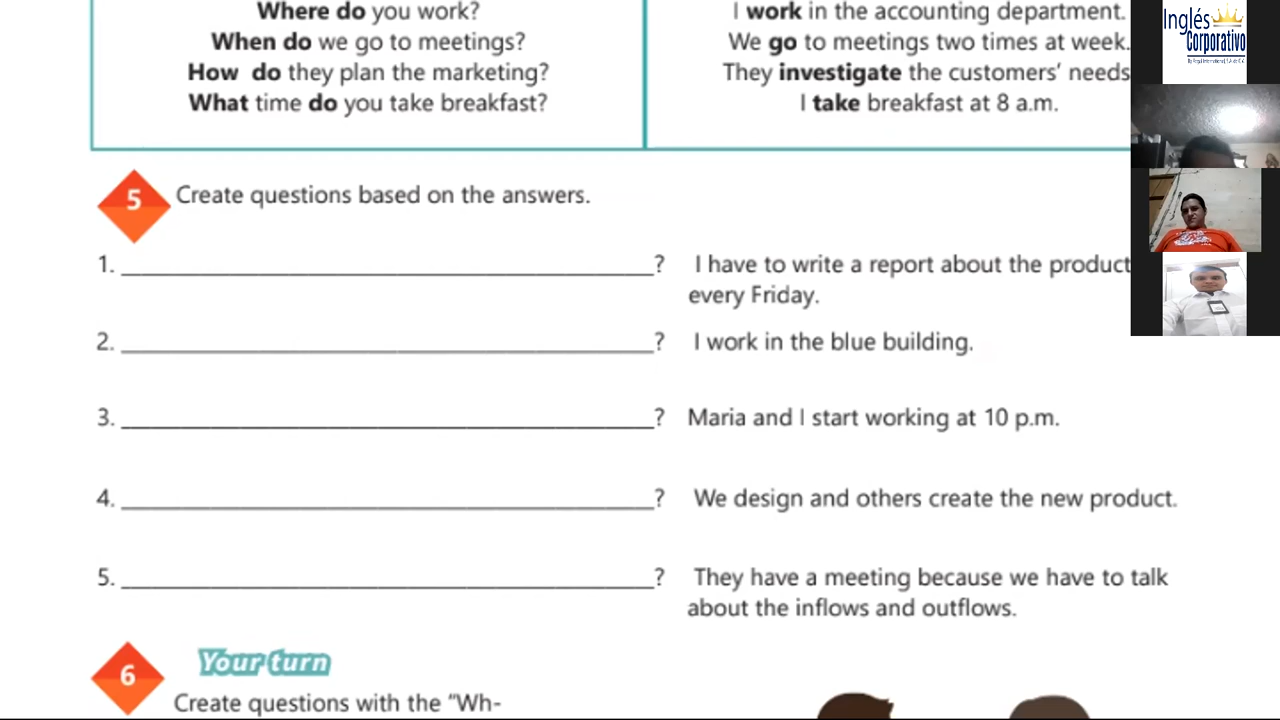 Where do you work?
I work in the accounting department.
When do we go to meetings?
We go to meetings two times at week.
How do they plan the marketing?
They investigate the customers' needs
What time do you take breakfast?
I take breakfast at 8 a.m.
Inglés
Corporativo
5 Create questions based on the answers.
1. ______________________________________? I have to write a report about the product
every Friday.
2. ______________________________________? I work in the blue building.
3. ______________________________________? Maria and I start working at 10 p.m.
4. ______________________________________? We design and others create the new product.
5. ______________________________________? They have a meeting because we have to talk
about the inflows and outflows.
6 Your turn
Create questions with the "Wh-